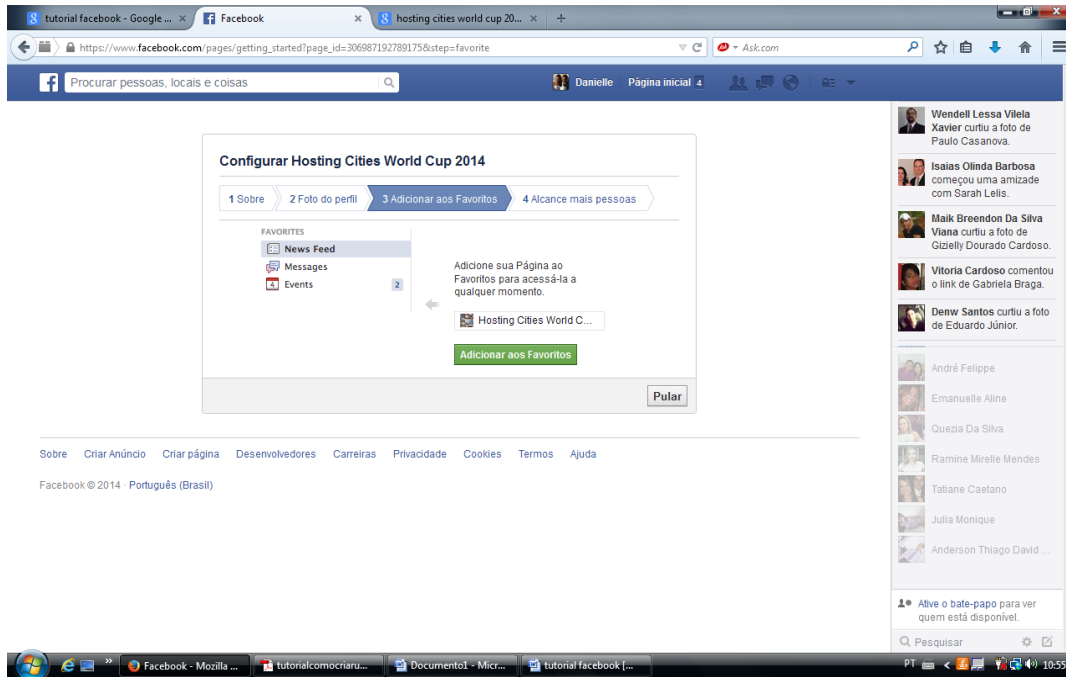 tutorial facebook - Google ...
Facebook
hosting cities world cup 20...
https://www.facebook.com/pages/getting_started?page_id=306987192789175&step=favorite
Ask.com
Procurar pessoas, locais e coisas
Danielle Página inicial 4
Configurar Hosting Cities World Cup 2014
1 Sobre 2 Foto do perfil 3 Adicionar aos Favoritos 4 Alcance mais pessoas
FAVORITES
News Feed
Messages
4 Events 2
Adicione sua Página ao
Favoritos para acessá-la a
qualquer momento.
Hosting Cities World C...
Adicionar aos Favoritos
Pular
Sobre Criar Anúncio Criar página Desenvolvedores Carreiras Privacidade Cookies Termos Ajuda
Facebook © 2014 · Português (Brasil)
Wendell Lessa Vilela
Xavier curtiu a foto de
Paulo Casanova.
Isaias Olinda Barbosa
começou uma amizade
com Sarah Lelis.
Maik Breendon Da Silva
Viana curtiu a foto de
Gizielly Dourado Cardoso.
Vitoria Cardoso comentou
o link de Gabriela Braga.
Denw Santos curtiu a foto
de Eduardo Júnior.
André Felippe
Emanuelle Aline
Quezia Da Silva
Ramine Mirelle Mendes
Tatiane Caetano
Julia Monique
Anderson Thiago David ...
Ative o bate-papo para ver
quem está disponível.
Pesquisar
Facebook - Mozilla ...
tutorialcomocriaru...
Documento1 - Micr...
tutorial facebook [...
PT
10:55